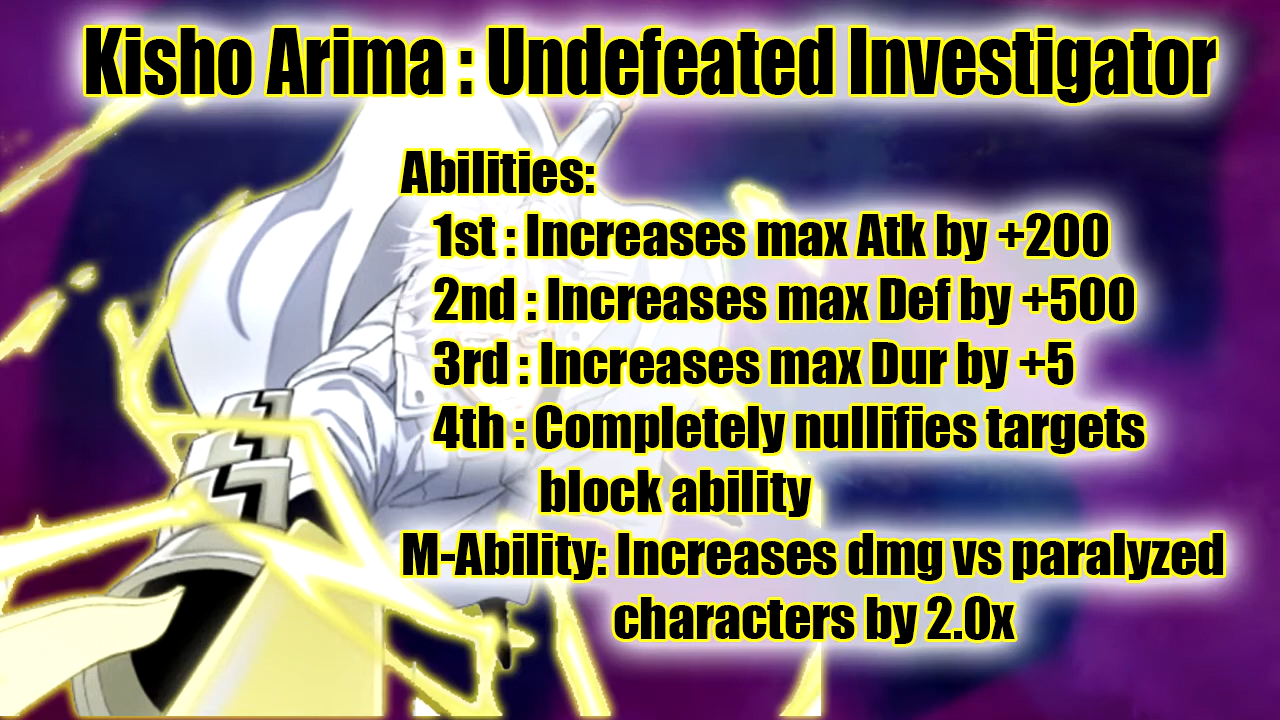 Kisho Arima : Undefeated Investigator
Abilities:
1st : Increases max Atk by +200
2nd : Increases max Def by +500
3rd : Increases max Dur by +5
4th : Completely nullifies targets
block ability
M-Ability: Increases dmg vs paralyzed
characters by 2.0x